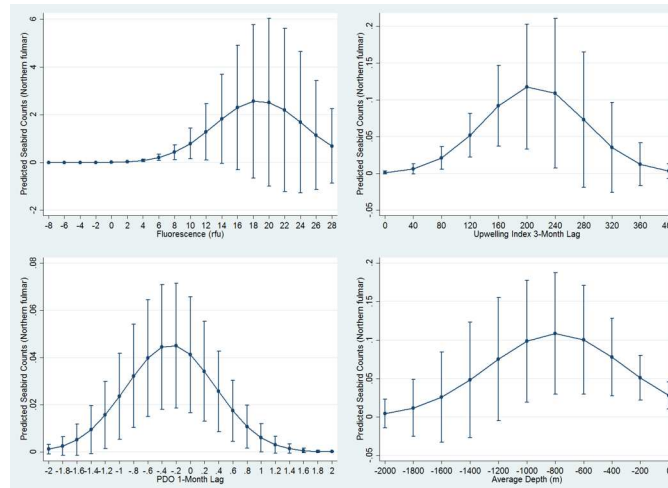 Predicted Seabird Counts (Northern fulmar)
6
4
2
0
-2
-8 -6 -4 -2 0 2 4 6 8 10 12 14 16 18 20 22 24 26 28
Fluorescence (rfu)
Predicted Seabird Counts (Northern fulmar)
.2
.15
.1
.05
0
-.05
0 40 80 120 160 200 240 280 320 360 400
Upwelling Index 3-Month Lag
Predicted Seabird Counts (Northern fulmar)
.08
.06
.04
.02
0
-2 -1.8-1.6-1.4-1.2 -1 -.8 -.6 -.4 -.2 0 .2 .4 .6 .8 1 1.2 1.4 1.6 1.8 2
PDO 1-Month Lag
Predicted Seabird Counts (Northern fulmar)
.2
.15
.1
.05
0
-.05
-2000 -1800 -1600 -1400 -1200 -1000 -800 -600 -400 -200 0
Average Depth (m)